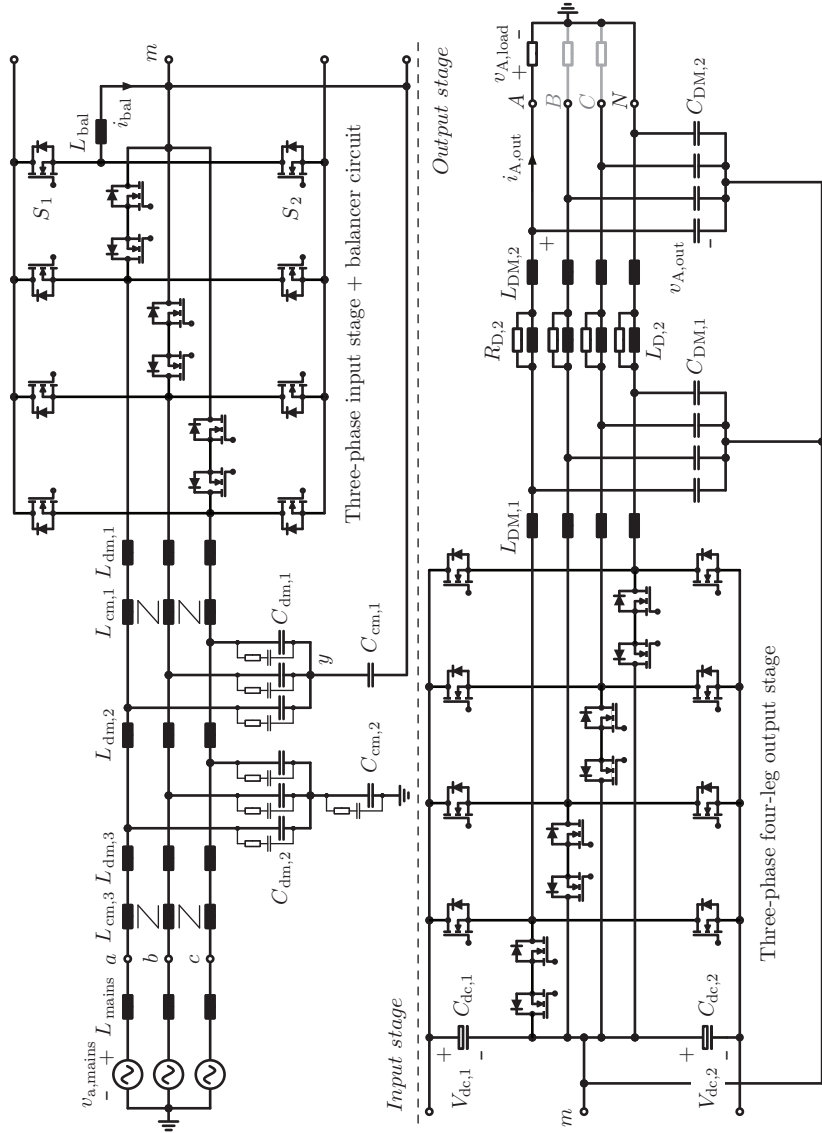 v_a,mains
+
-
L_mains
a
b
c
L_cm,3
L_dm,3
C_dm,2
L_dm,2
C_cm,2
L_cm,1
L_dm,1
C_dm,1
y
C_cm,1
S_1
S_2
L_bal
i_bal
m
Three-phase input stage + balancer circuit
Input stage
Output stage
m
V_dc,1
+
-
C_dc,1
V_dc,2
+
-
C_dc,2
Three-phase four-leg output stage
L_DM,1
C_DM,1
R_D,2
L_D,2
L_DM,2
+
v_A,out
-
C_DM,2
i_A,out
A
B
C
N
+
v_A,load
-